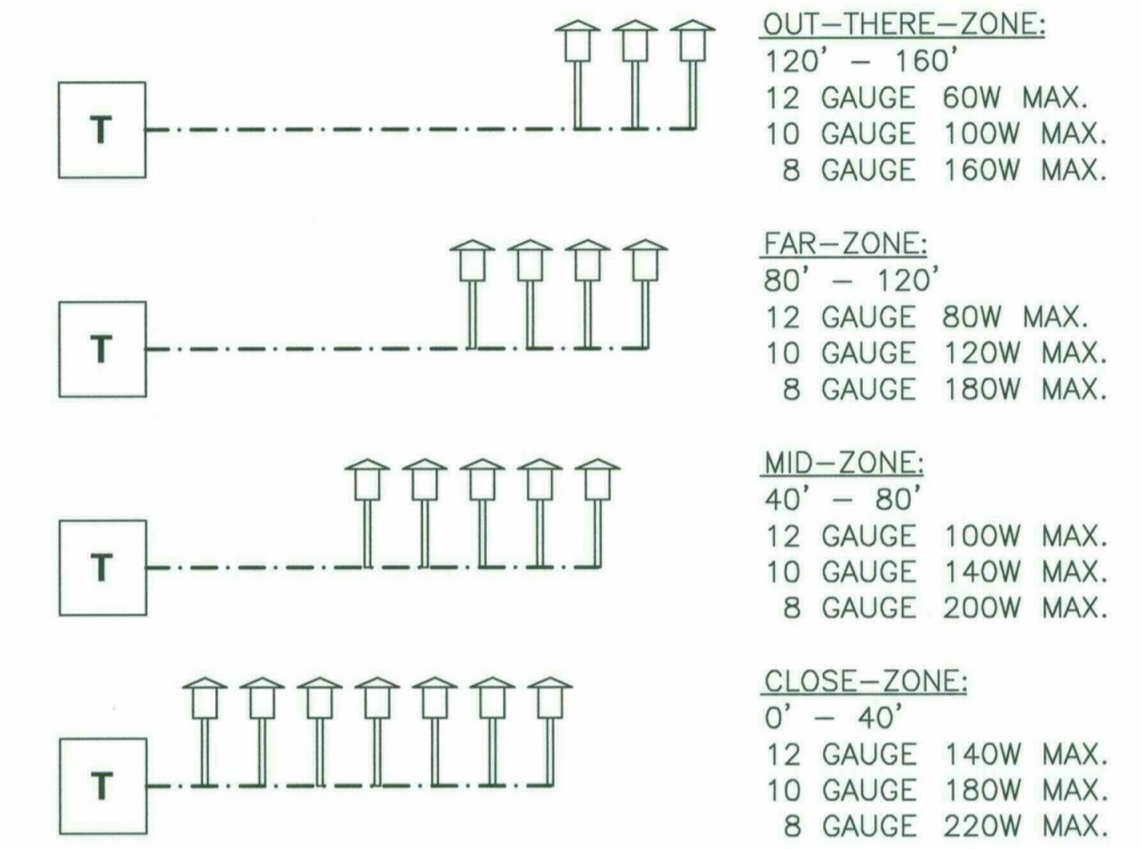 T
OUT–THERE–ZONE:
120' – 160'
12 GAUGE 60W MAX.
10 GAUGE 100W MAX.
8 GAUGE 160W MAX.
T
FAR–ZONE:
80' – 120'
12 GAUGE 80W MAX.
10 GAUGE 120W MAX.
8 GAUGE 180W MAX.
T
MID–ZONE:
40' – 80'
12 GAUGE 100W MAX.
10 GAUGE 140W MAX.
8 GAUGE 200W MAX.
T
CLOSE–ZONE:
0' – 40'
12 GAUGE 140W MAX.
10 GAUGE 180W MAX.
8 GAUGE 220W MAX.